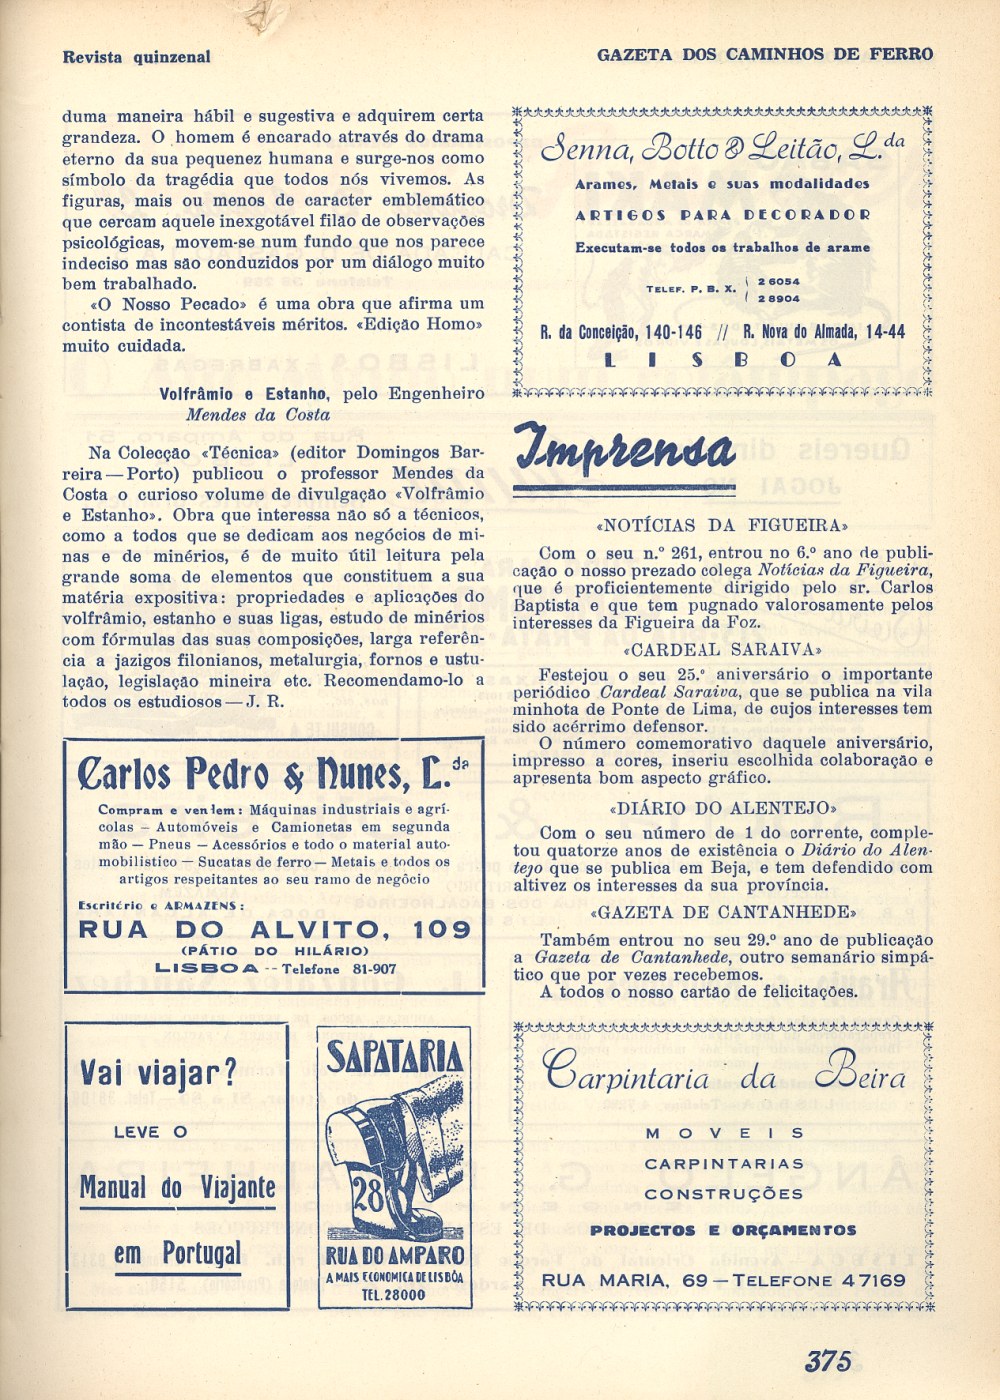 Revista quinzenal
GAZETA DOS CAMINHOS DE FERRO
duma maneira hábil e sugestiva e adquirem certa
grandeza. O homem é encarado através do drama
eterno da sua pequenez humana e surge-nos como
símbolo da tragédia que todos nós vivemos. As
figuras, mais ou menos de caracter emblemático
que cercam aquele inexgotável filão de observações
psicológicas, movem-se num fundo que nos parece
indeciso mas são conduzidos por um diálogo muito
bem trabalhado.
«O Nosso Pecado» é uma obra que afirma um
contista de incontestáveis méritos. «Edição Homo»
muito cuidada.
Volfrâmio e Estanho, pelo Engenheiro
Mendes da Costa
Na Colecção «Técnica» (editor Domingos Bar-
reira — Porto) publicou o professor Mendes da
Costa o curioso volume de divulgação «Volfrâmio
e Estanho». Obra que interessa não só a técnicos,
como a todos que se dedicam aos negócios de mi-
nas e de minérios, é de muito útil leitura pela
grande soma de elementos que constituem a sua
matéria expositiva: propriedades e aplicações do
volfrâmio, estanho e suas ligas, estudo de minérios
com fórmulas das suas composições, larga referên-
cia a jazigos filonianos, metalurgia, fornos e ustu-
lação, legislação mineira etc. Recomendamo-lo a
todos os estudiosos — J. R.
Carlos Pedro & Nunes, L.da
Compram e vendem: Máquinas industriais e agrí-
colas — Automóveis e Camionetas em segunda
mão — Pneus — Acessórios e todo o material auto-
mobilistico — Sucatas de ferro — Metais e todos os
artigos respeitantes ao seu ramo de negócio
Escritório e ARMAZENS:
RUA DO ALVITO, 109
(PÁTIO DO HILÁRIO)
LISBOA -- Telefone 81-907
Vai viajar?
LEVE O
Manual do Viajante
em Portugal
SAPATARIA
28
RUA DO AMPARO
A MAIS ECONOMICA DE LISBÔA
TEL. 28000
Senna, Botto & Leitão, L.da
Arames, Metais e suas modalidades
ARTIGOS PARA DECORADOR
Executam-se todos os trabalhos de arame
TELEF. P. B. X. { 2 6054
2 8904
R. da Conceição, 140-146 // R. Nova do Almada, 14-44
LISBOA
Imprensa
«NOTÍCIAS DA FIGUEIRA»
Com o seu n.º 261, entrou no 6.º ano de publi-
cação o nosso prezado colega Notícias da Figueira,
que é proficientemente dirigido pelo sr. Carlos
Baptista e que tem pugnado valorosamente pelos
interesses da Figueira da Foz.
«CARDEAL SARAIVA»
Festejou o seu 25.º aniversário o importante
periódico Cardeal Saraiva, que se publica na vila
minhota de Ponte de Lima, de cujos interesses tem
sido acérrimo defensor.
O número comemorativo daquele aniversário,
impresso a cores, inseriu escolhida colaboração e
apresenta bom aspecto gráfico.
«DIÁRIO DO ALENTEJO»
Com o seu número de 1 do corrente, comple-
tou quatorze anos de existência o Diário do Alen-
tejo que se publica em Beja, e tem defendido com
altivez os interesses da sua província.
«GAZETA DE CANTANHEDE»
Também entrou no seu 29.º ano de publicação
a Gazeta de Cantanhede, outro semanário simpá-
tico que por vezes recebemos.
A todos o nosso cartão de felicitações.
Carpintaria da Beira
MOVEIS
CARPINTARIAS
CONSTRUÇÕES
PROJECTOS E ORÇAMENTOS
RUA MARIA, 69 — TELEFONE 47169
375